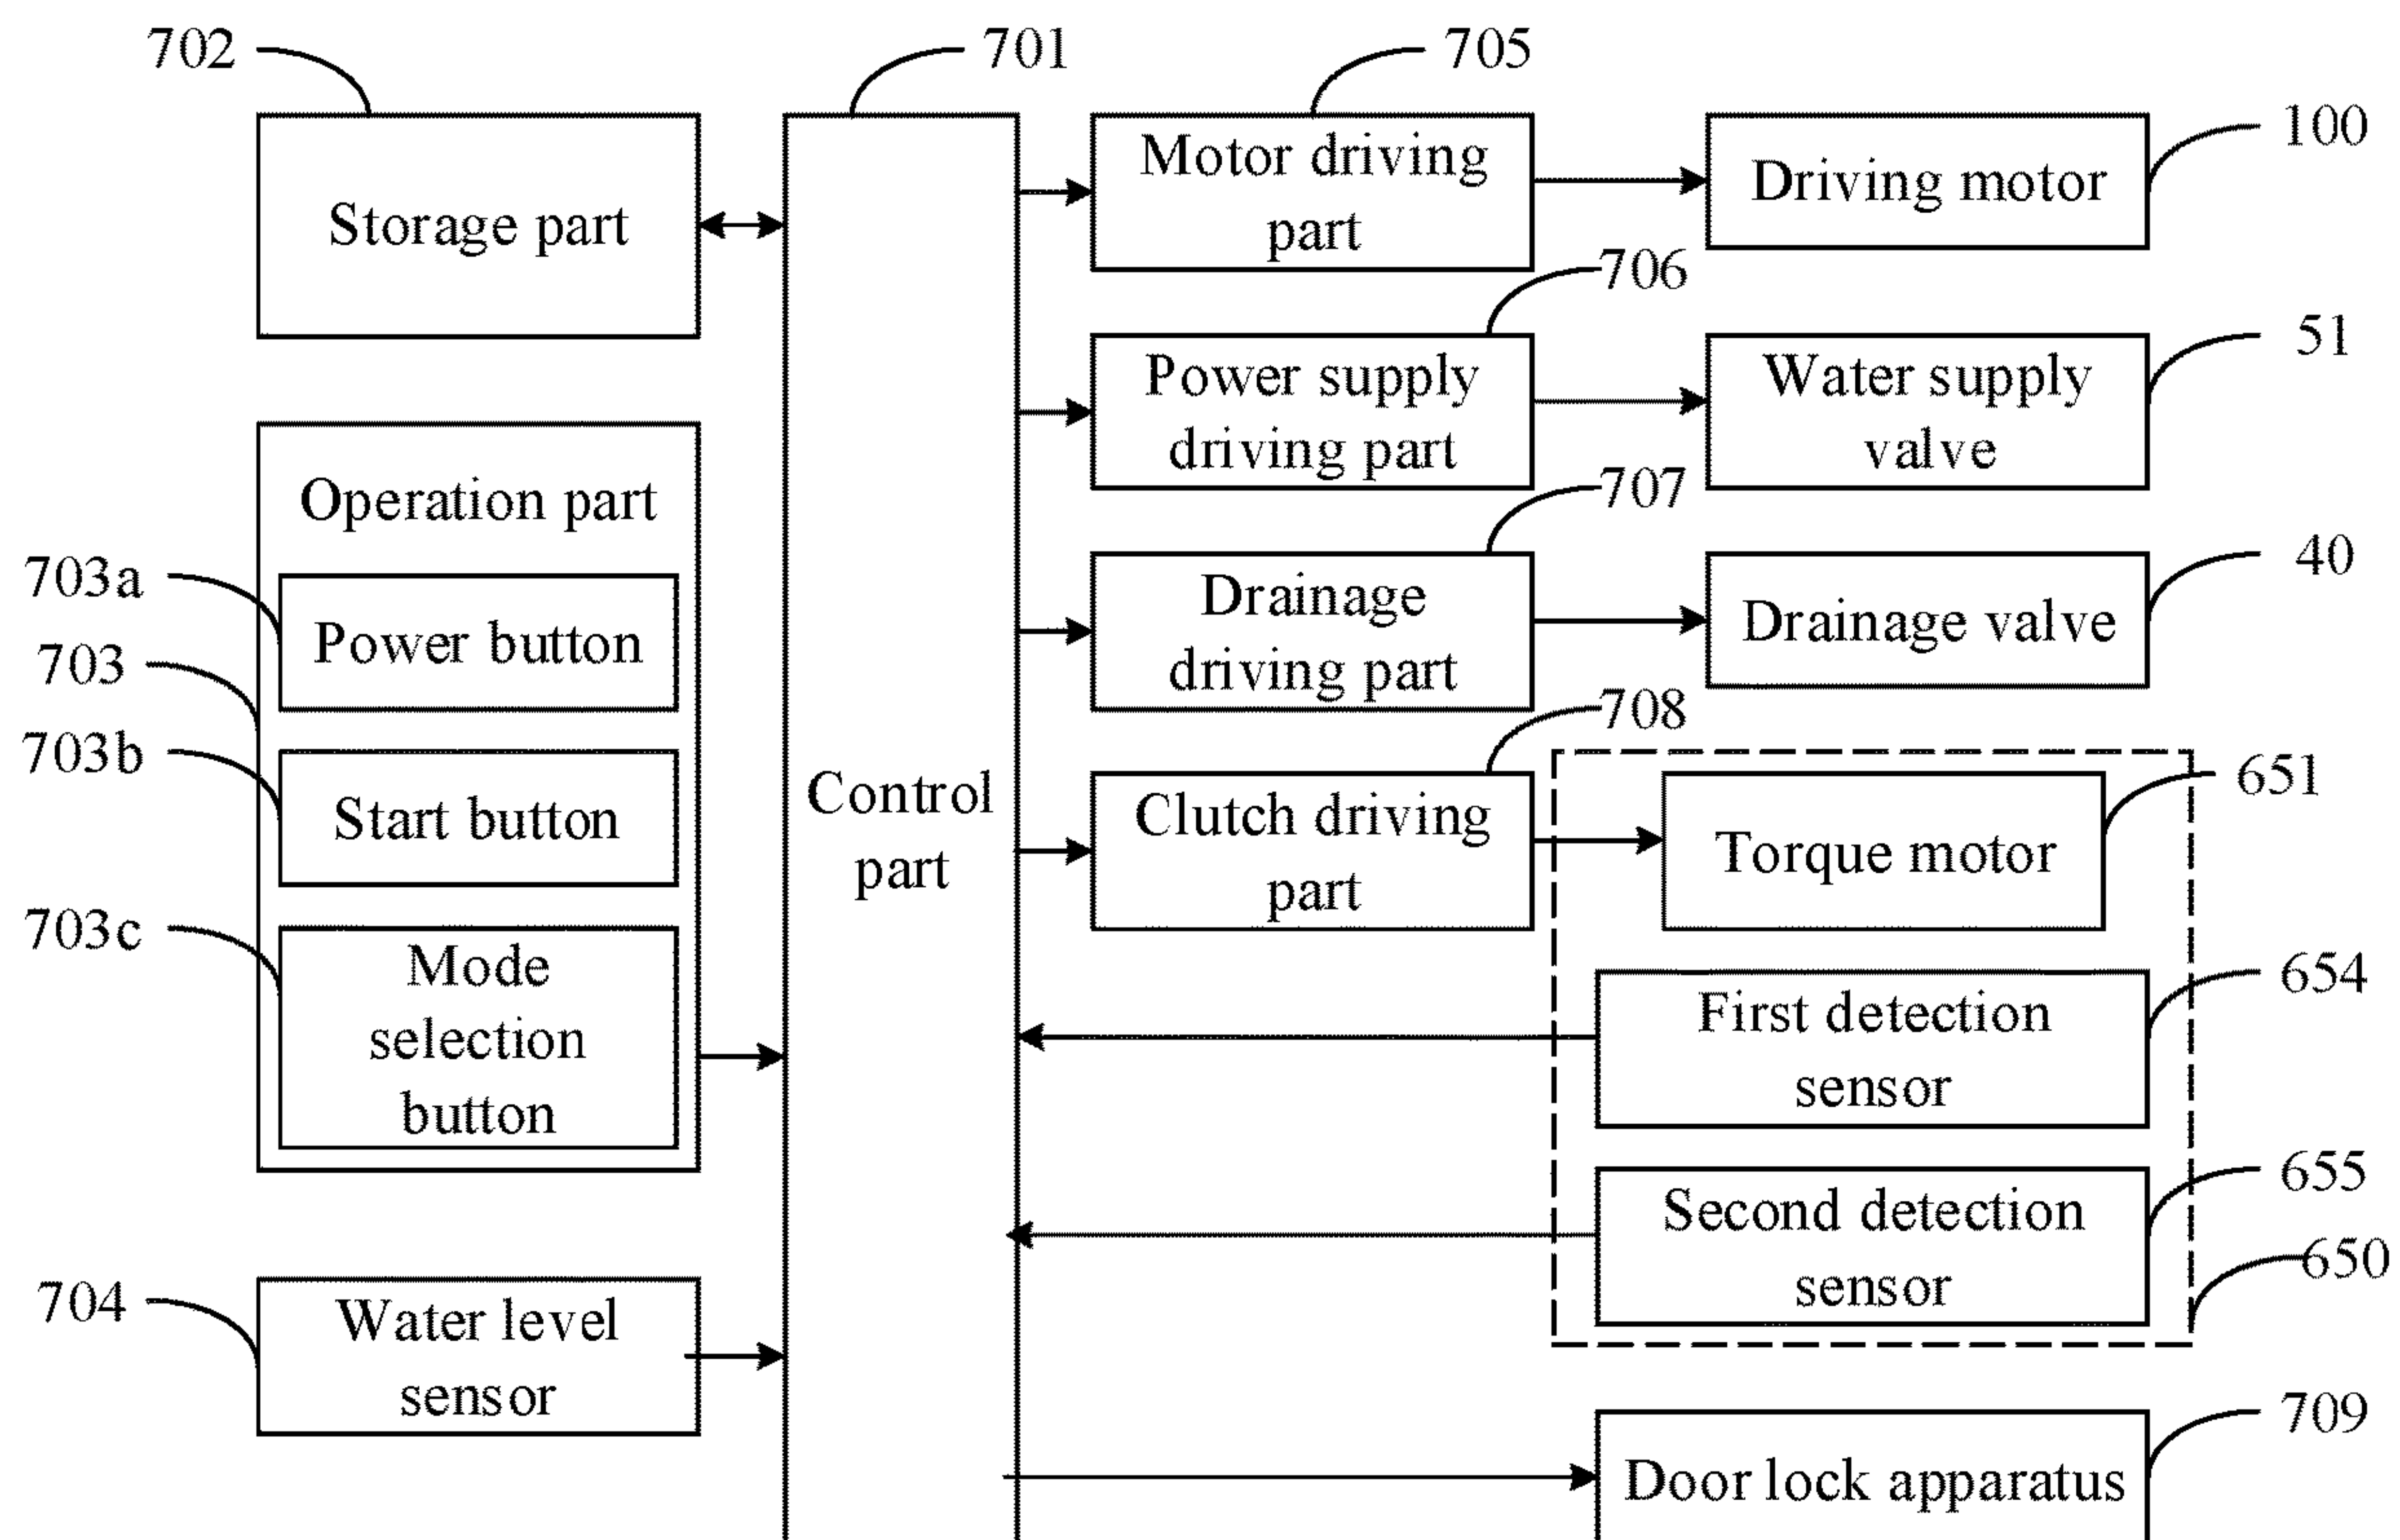 702
701
705
100
Storage part
Motor driving
part
Driving motor
706
51
Power supply
driving part
Water supply
valve
Operation part
707
40
703a
Power button
Drainage
driving part
Drainage valve
703
708
703b
Start button
Control
part
Clutch driving
part
Torque motor
651
703c
Mode
selection
button
First detection
sensor
654
Second detection
sensor
655
650
704
Water level
sensor
709
Door lock apparatus